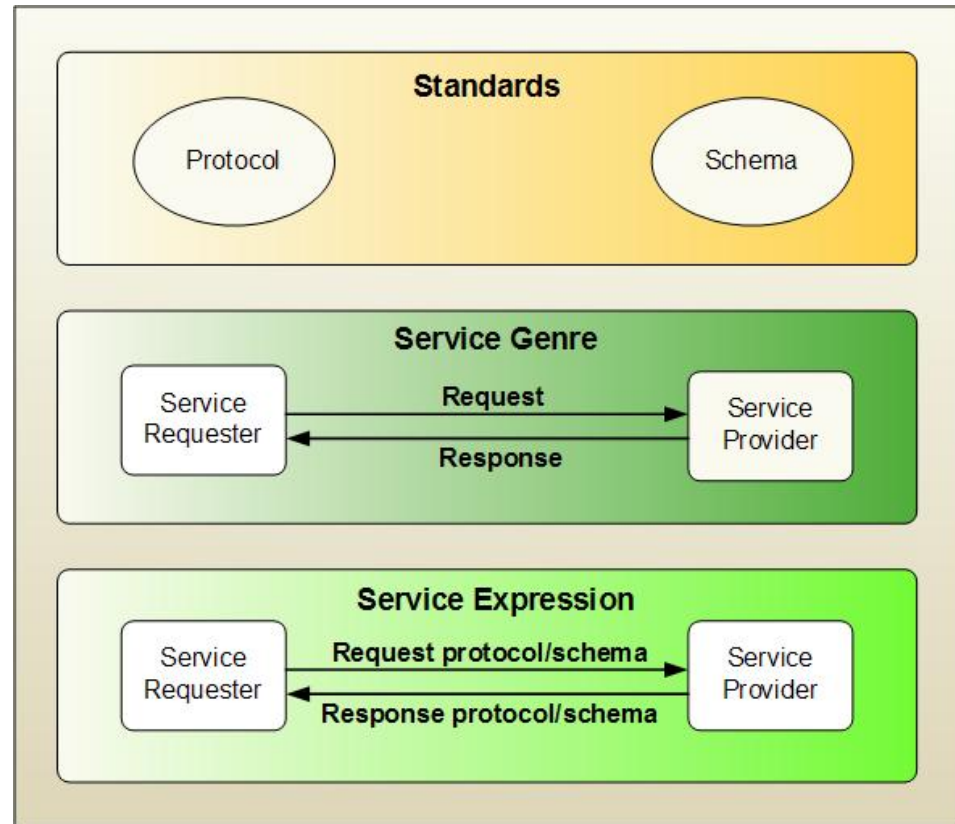 Standards
Protocol
Schema
Service Genre
Service
Requester
Request
Response
Service
Provider
Service Expression
Service
Requester
Request protocol/schema
Response protocol/schema
Service
Provider